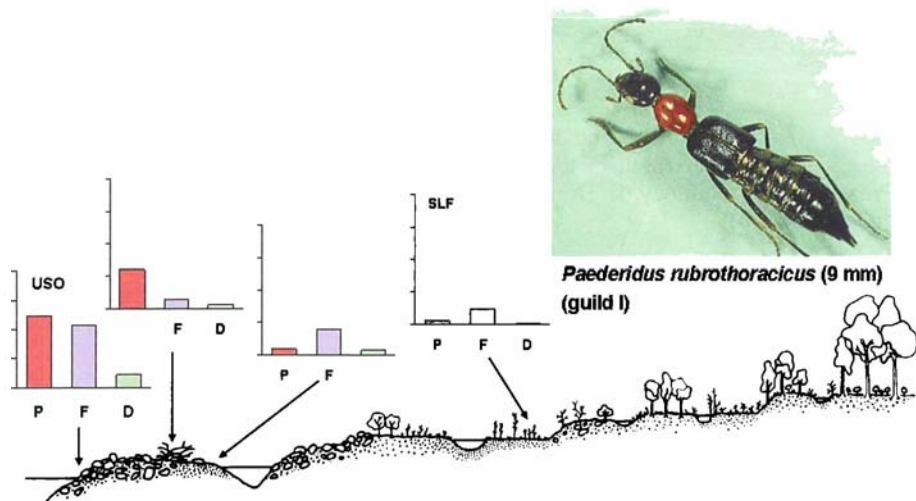 USO
P F D
F D
P F
SLF
P F D
Paederidus rubrothoracicus (9 mm)
(guild I)